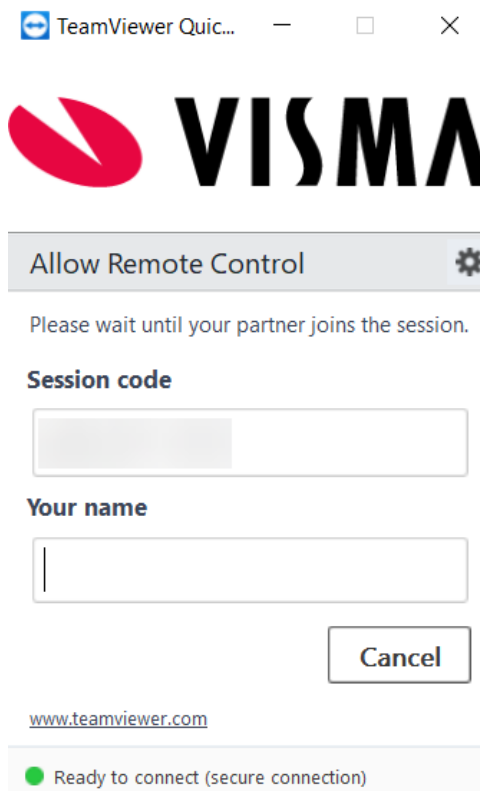 TeamViewer Quic...
VISMA
Allow Remote Control
Please wait until your partner joins the session.
Session code
Your name
Cancel
www.teamviewer.com
Ready to connect (secure connection)